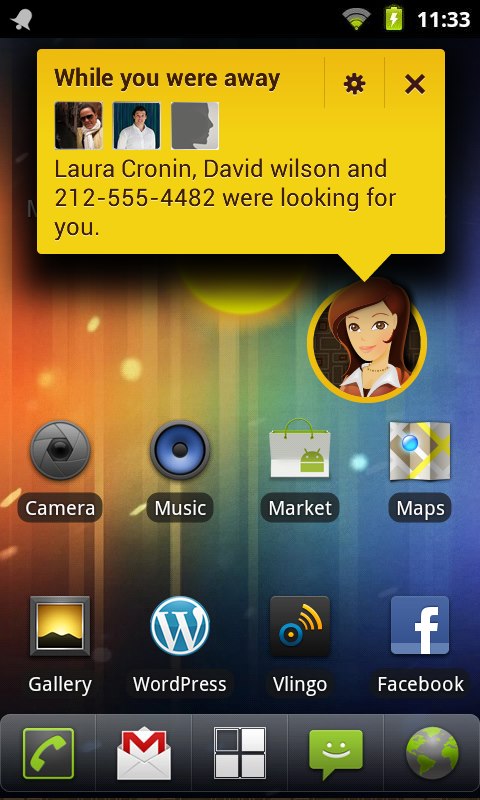 11:33
While you were away
Laura Cronin, David wilson and
212-555-4482 were looking for
you.
Camera
Music
Market
Maps
Gallery
WordPress
Vlingo
Facebook